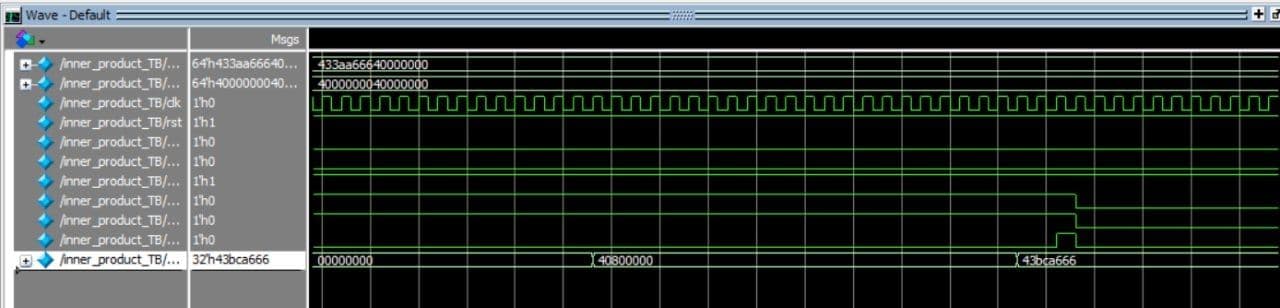 Wave - Default
Msgs
/inner_product_TB/... 64'h433aa66640... 433aa66640000000
/inner_product_TB/... 64'h4000000040... 4000000040000000
/inner_product_TB/clk 1'h0
/inner_product_TB/rst 1'h1
/inner_product_TB/... 1'h0
/inner_product_TB/... 1'h0
/inner_product_TB/... 1'h1
/inner_product_TB/... 1'h0
/inner_product_TB/... 1'h0
/inner_product_TB/... 1'h0
/inner_product_TB/... 32'h43bca666 00000000 40800000 43bca666